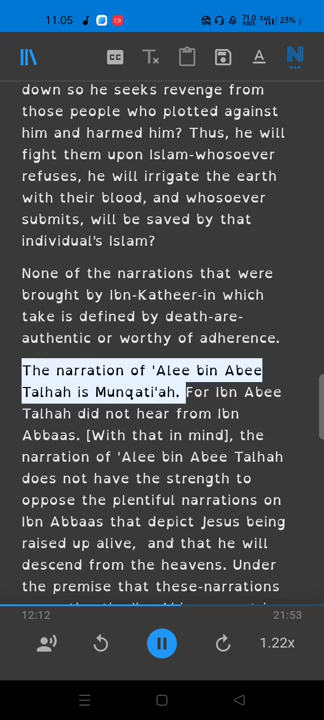 11.05
71.0
23%
CC
down so he seeks revenge from
those people who plotted against
him and harmed him? Thus, he will
fight them upon Islam-whosoever
refuses, he will irrigate the earth
with their blood, and whosoever
submits, will be saved by that
individual's Islam?
None of the narrations that were
brought by Ibn-Katheer-in which
take is defined by death-are-
authentic or worthy of adherence.
The narration of 'Alee bin Abee
Talhah is Munqati'ah. For Ibn Abee
Talhah did not hear from Ibn
Abbaas. [With that in mind], the
narration of 'Alee bin Abee Talhah
does not have the strength to
oppose the plentiful narrations on
Ibn Abbaas that depict Jesus being
raised up alive, and that he will
descend from the heavens. Under
the premise that these-narrations
12:12
21:53
1.22x